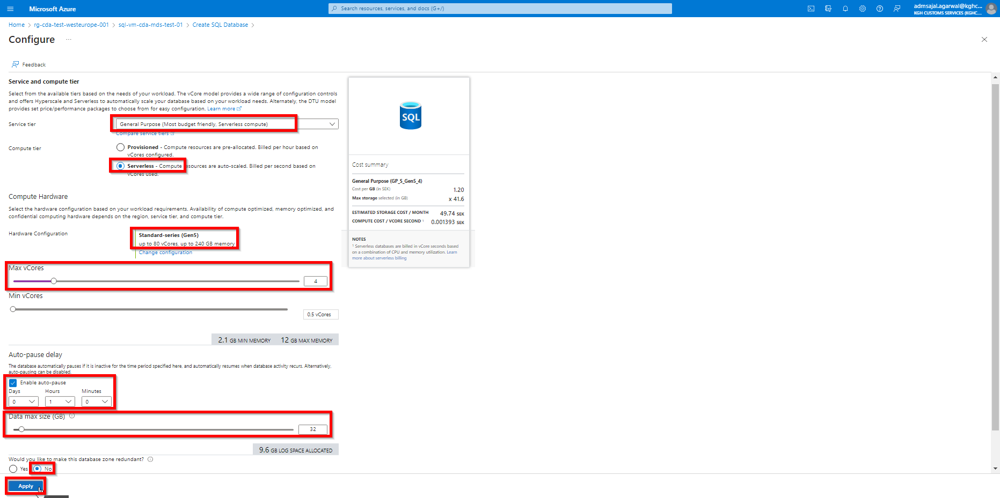 Microsoft Azure
Search resources, services, and docs (G+/)
admsajal.agarwal@kghc...
KGH CUSTOMS SERVICES (KGHC...
Home > rg-cda-test-westeurope-001 > sql-vm-cda-mds-test-01 > Create SQL Database >
Configure ...
Feedback
Service and compute tier
Select from the available tiers based on the needs of your workload. The vCore model provides a wide range of configuration controls
and offers Hyperscale and Serverless to automatically scale your database based on your workload needs. Alternately, the DTU model
provides set price/performance packages to choose from for easy configuration. Learn more
Service tier
General Purpose (Most budget friendly, Serverless compute)
Compare service tiers
Compute tier
Provisioned - Compute resources are pre-allocated. Billed per hour based on
vCores configured.
Serverless - Compute resources are auto-scaled. Billed per second based on
vCores used.
Compute Hardware
Select the hardware configuration based on your workload requirements. Availability of compute optimized, memory optimized, and
confidential computing hardware depends on the region, service tier, and compute tier.
Hardware Configuration
Standard-series (Gen5)
up to 80 vCores, up to 240 GB memory
Change configuration
Max vCores
4
Min vCores
0.5 vCores
2.1 GB MIN MEMORY 12 GB MAX MEMORY
Auto-pause delay
The database automatically pauses if it is inactive for the time period specified here, and automatically resumes when database activity recurs. Alternatively,
auto-pausing can be disabled.
Enable auto-pause
Days Hours Minutes
0 1 0
Data max size (GB)
32
9.6 GB LOG SPACE ALLOCATED
Would you like to make this database zone redundant?
Yes No
Apply
SQL
Cost summary
General Purpose (GP_S_Gen5_4)
Cost per GB (in SEK) 1.20
Max storage selected (in GB) x 41.6
ESTIMATED STORAGE COST / MONTH 49.74 SEK
COMPUTE COST / VCORE SECOND ¹ 0.001393 SEK
NOTES
¹ Serverless databases are billed in vCore seconds based
on a combination of CPU and memory utilization. Learn
more about serverless billing